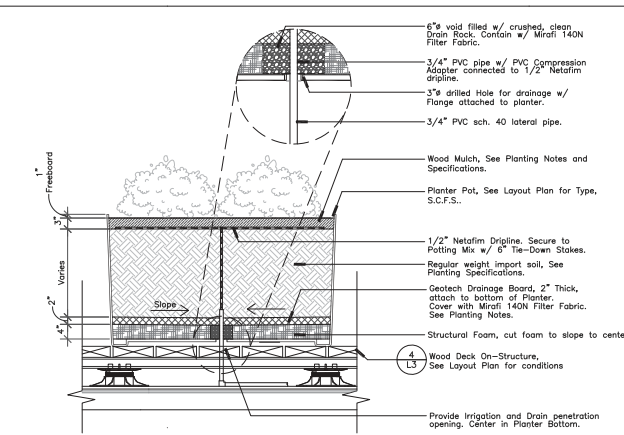 6"ø void filled w/ crushed, clean
Drain Rock. Contain w/ Mirafi 140N
Filter Fabric.
3/4" PVC pipe w/ PVC Compression
Adapter connected to 1/2" Netafim
dripline.
3"ø drilled Hole for drainage w/
Flange attached to planter.
3/4" PVC sch. 40 lateral pipe.
Wood Mulch, See Planting Notes and
Specifications.
Planter Pot, See Layout Plan for Type,
S.C.F.S..
1/2" Netafim Dripline. Secure to
Potting Mix w/ 6" Tie-Down Stakes.
Regular weight import soil, See
Planting Specifications.
Geotech Drainage Board, 2" Thick,
attach to bottom of Planter.
Cover with Mirafi 140N Filter Fabric.
See Planting Notes.
Structural Foam, cut foam to slope to cente
4
L3
Wood Deck On-Structure,
See Layout Plan for conditions
Provide Irrigation and Drain penetration
opening. Center in Planter Bottom.
1"
Freeboard
3"
Varies
2"
4"
Slope